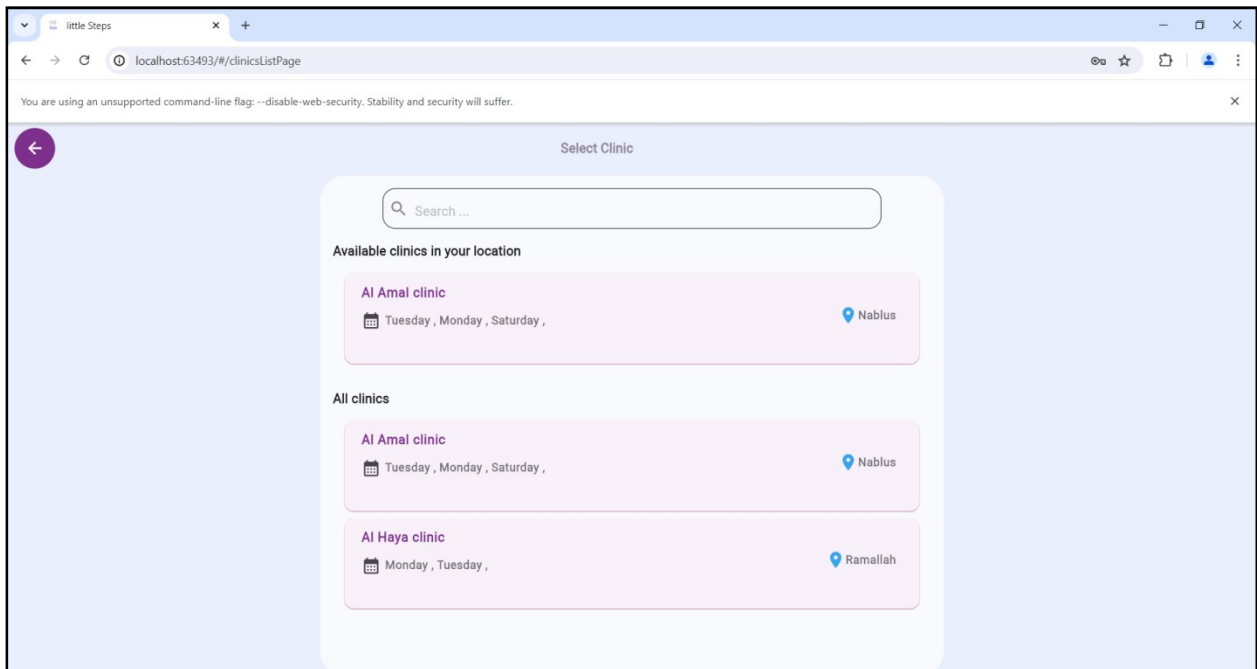 little Steps
localhost:63493/#/clinicsListPage
You are using an unsupported command-line flag: --disable-web-security. Stability and security will suffer.
Select Clinic
Search ...
Available clinics in your location
Al Amal clinic
Tuesday , Monday , Saturday ,
Nablus
All clinics
Al Amal clinic
Tuesday , Monday , Saturday ,
Nablus
Al Haya clinic
Monday , Tuesday ,
Ramallah